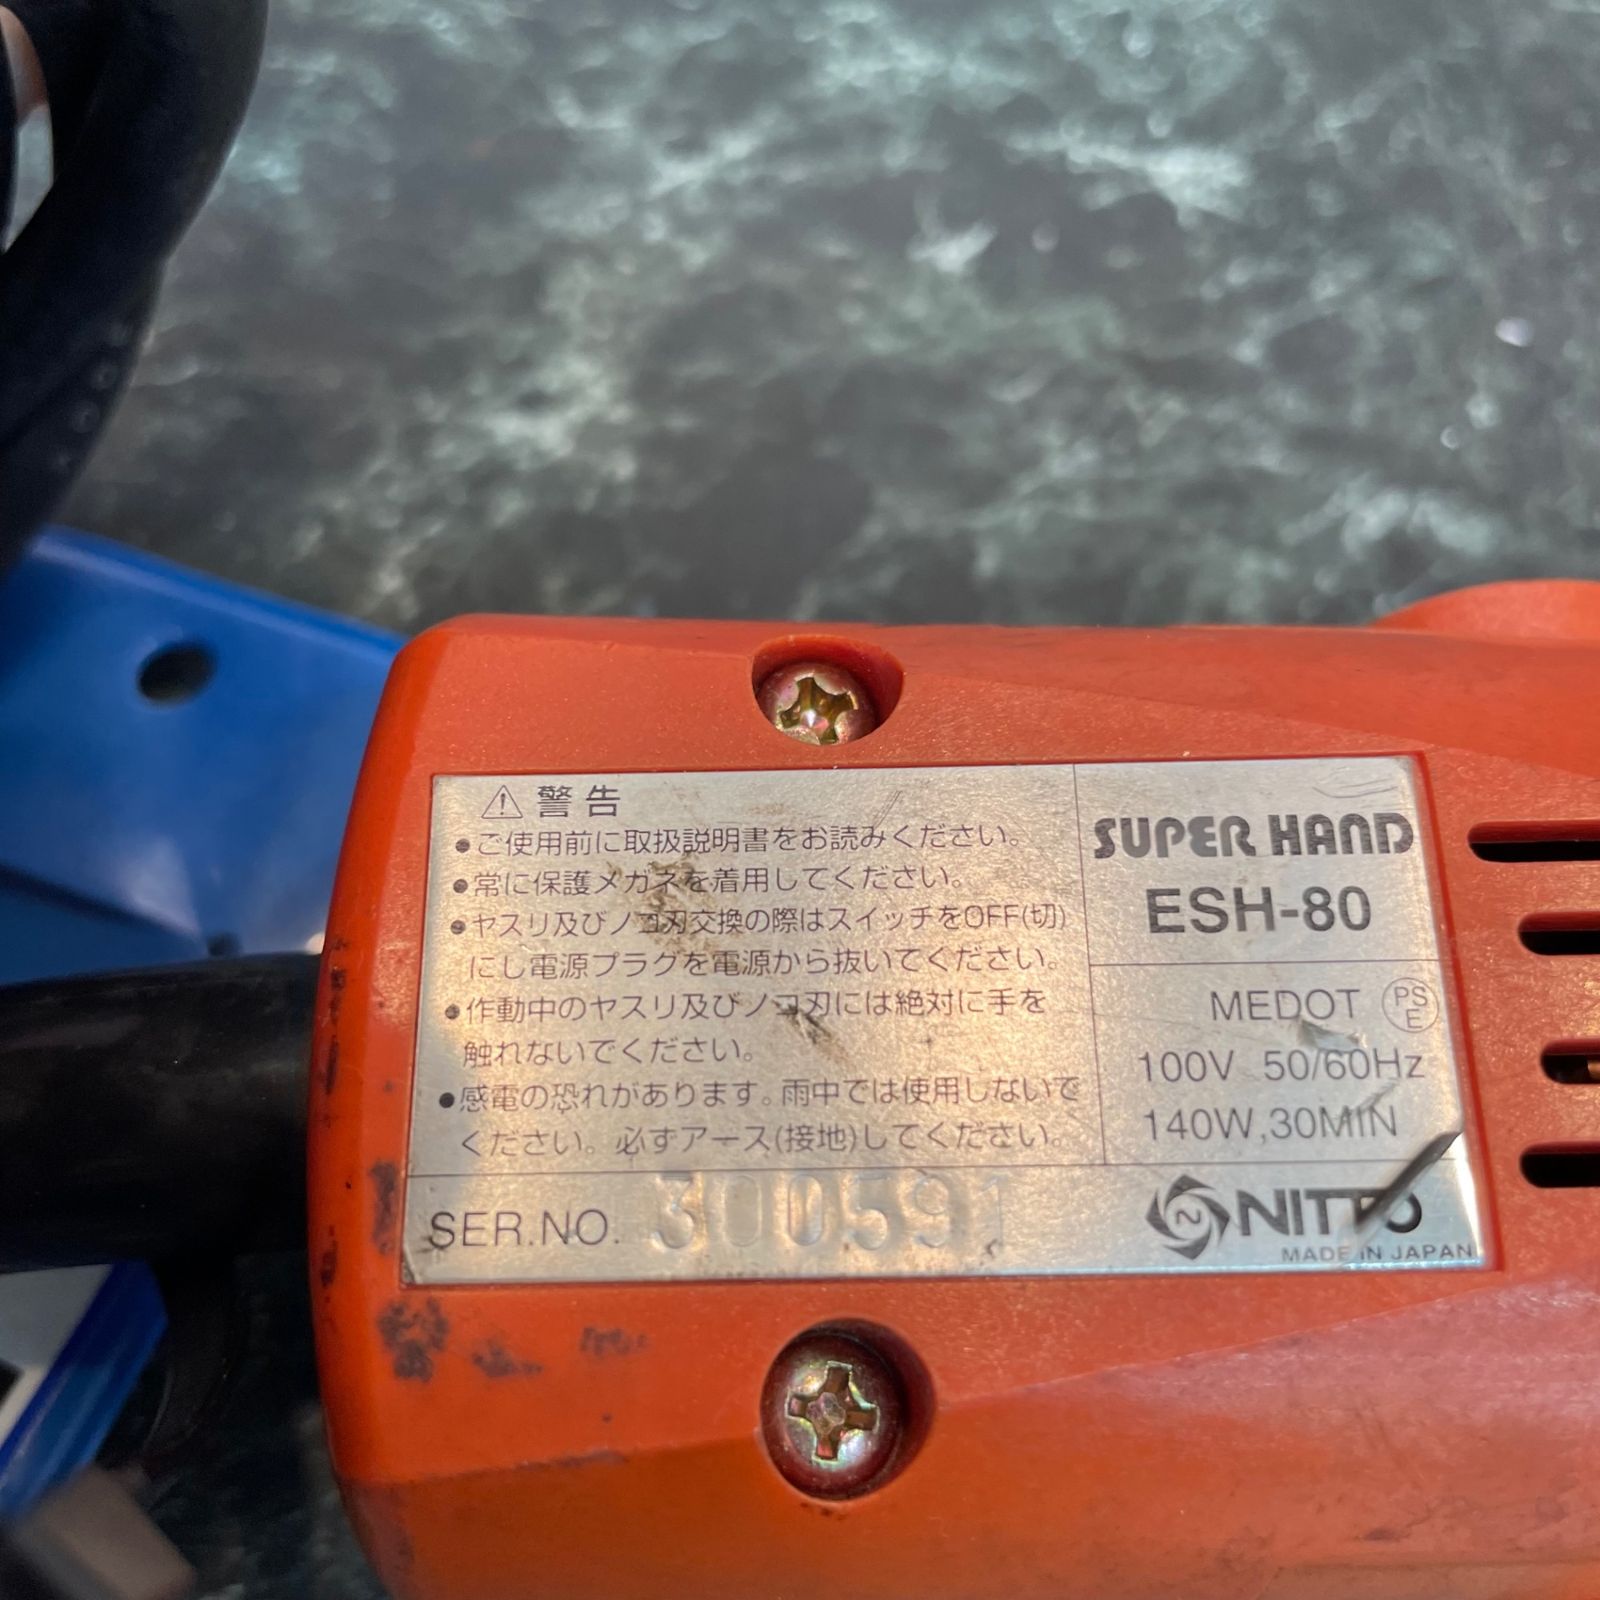 ⚠警告
●ご使用前に取扱説明書をお読みください。
●常に保護メガネを着用してください。
●ヤスリ及びノコ刃交換の際はスイッチをOFF(切)
にし電源プラグを電源から抜いてください。
●作動中のヤスリ及びノコ刃には絶対に手を
触れないでください。
●感電の恐れがあります。雨中では使用しないで
ください。必ずアース(接地)してください。
SUPER HAND
ESH-80
MEDOT PSE
100V 50/60Hz
140W,30MIN
SER.NO. 300591
NITTO
MADE IN JAPAN